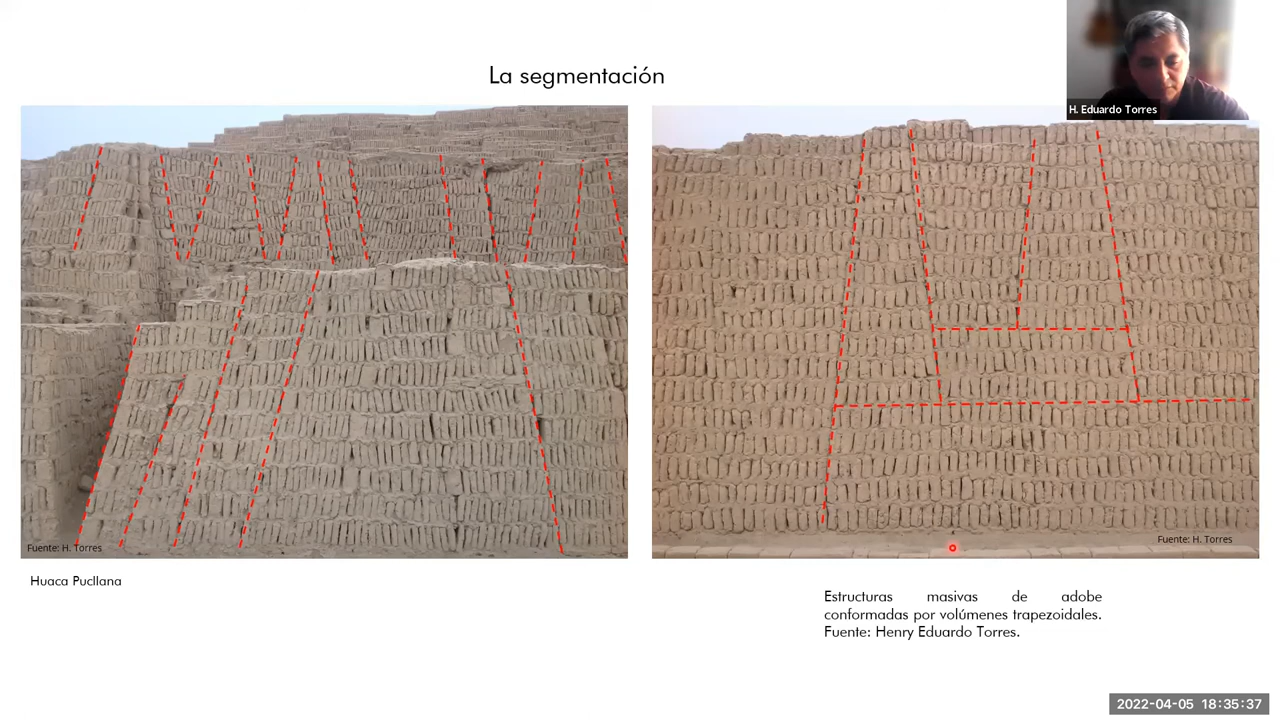 La segmentación
H. Eduardo Torres
Fuente: H. Torres
Fuente: H. Torres
Huaca Pucllana
Estructuras masivas de adobe
conformadas por volúmenes trapezoidales.
Fuente: Henry Eduardo Torres.
2022-04-05 18:35:37